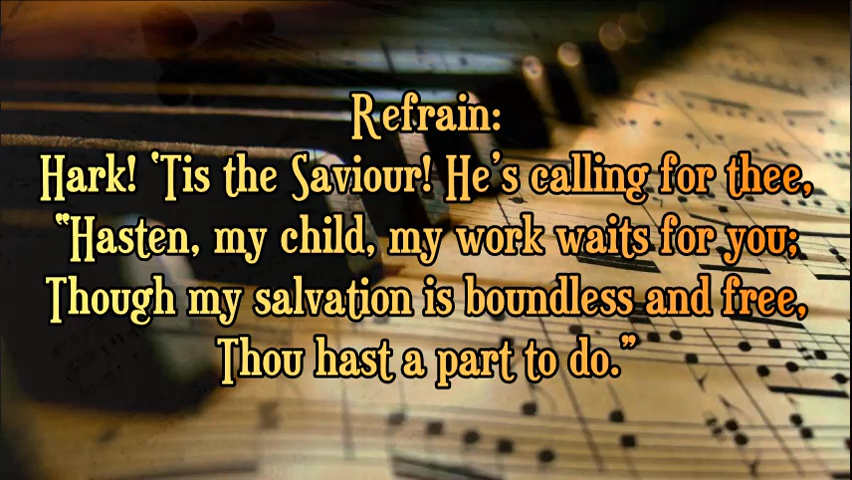 Refrain:
Hark! ‘Tis the Saviour! He’s calling for thee,
“Hasten, my child, my work waits for you;
Though my salvation is boundless and free,
Thou hast a part to do.”